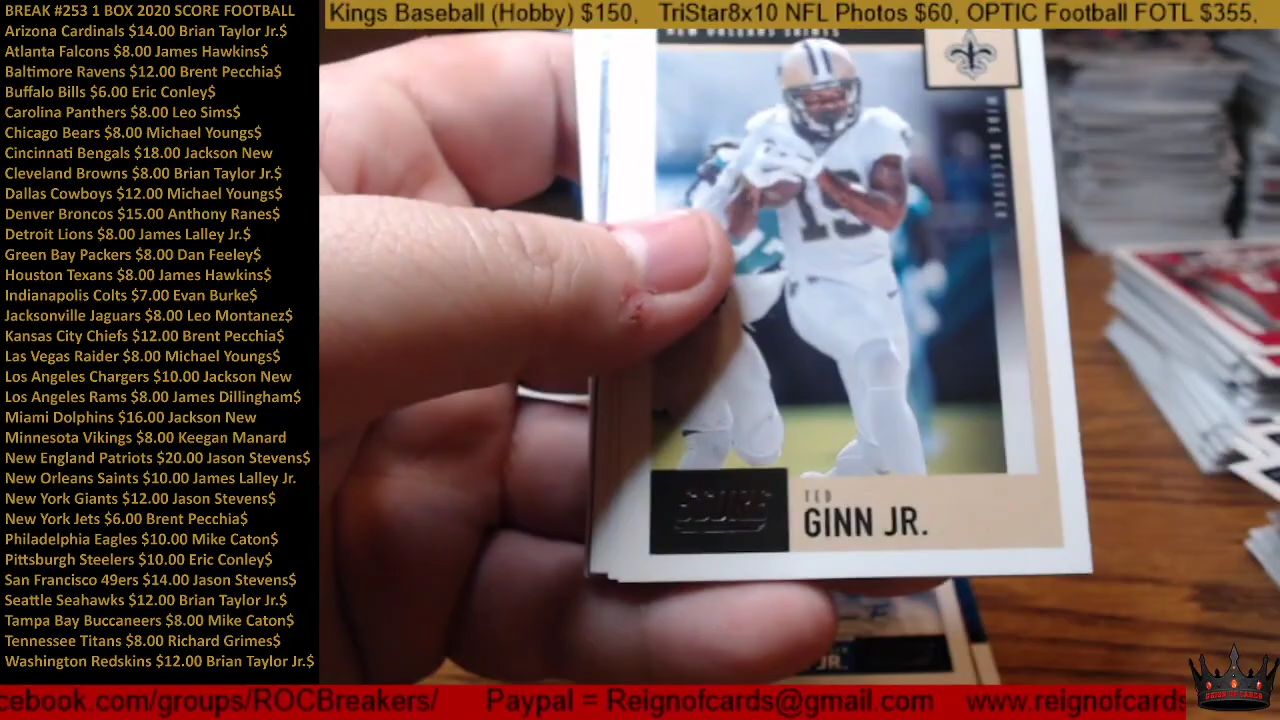 BREAK #253 1 BOX 2020 SCORE FOOTBALL
Arizona Cardinals $14.00 Brian Taylor Jr.$
Atlanta Falcons $8.00 James Hawkins$
Baltimore Ravens $12.00 Brent Pecchia$
Buffalo Bills $6.00 Eric Conley$
Carolina Panthers $8.00 Leo Sims$
Chicago Bears $8.00 Michael Youngs$
Cincinnati Bengals $18.00 Jackson New
Cleveland Browns $8.00 Brian Taylor Jr.$
Dallas Cowboys $12.00 Michael Youngs$
Denver Broncos $15.00 Anthony Ranes$
Detroit Lions $8.00 James Lalley Jr.$
Green Bay Packers $8.00 Dan Feeley$
Houston Texans $8.00 James Hawkins$
Indianapolis Colts $7.00 Evan Burke$
Jacksonville Jaguars $8.00 Leo Montanez$
Kansas City Chiefs $12.00 Brent Pecchia$
Las Vegas Raider $8.00 Michael Youngs$
Los Angeles Chargers $10.00 Jackson New
Los Angeles Rams $8.00 James Dillingham$
Miami Dolphins $16.00 Jackson New
Minnesota Vikings $8.00 Keegan Manard
New England Patriots $20.00 Jason Stevens$
New Orleans Saints $10.00 James Lalley Jr.
New York Giants $12.00 Jason Stevens$
New York Jets $6.00 Brent Pecchia$
Philadelphia Eagles $10.00 Mike Caton$
Pittsburgh Steelers $10.00 Eric Conley$
San Francisco 49ers $14.00 Jason Stevens$
Seattle Seahawks $12.00 Brian Taylor Jr.$
Tampa Bay Buccaneers $8.00 Mike Caton$
Tennessee Titans $8.00 Richard Grimes$
Washington Redskins $12.00 Brian Taylor Jr.$
Kings Baseball (Hobby) $150, TriStar8x10 NFL Photos $60, OPTIC Football FOTL $355,
NEW ORLEANS SAINTS
WIDE RECEIVER
SCORE
TED
GINN JR.
JR.
cebook.com/groups/ROCBreakers/ Paypal = Reignofcards@gmail.com www.reignofcards
REIGN OF CARDS